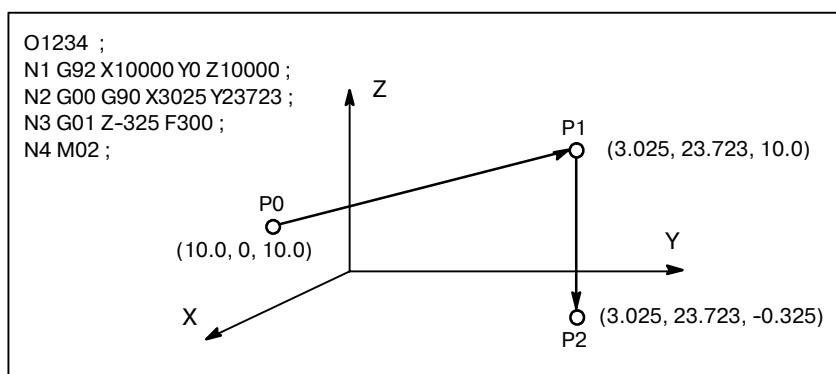 O1234 ;
N1 G92 X10000 Y0 Z10000 ;
N2 G00 G90 X3025 Y23723 ;
N3 G01 Z-325 F300 ;
N4 M02 ;
Z
P1
(3.025, 23.723, 10.0)
P0
(10.0, 0, 10.0)
Y
X
(3.025, 23.723, -0.325)
P2